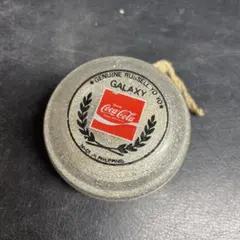 GENUINE RUSSELL YO YO
GALAXY
Coca-Cola
MADE IN PHILIPPINES